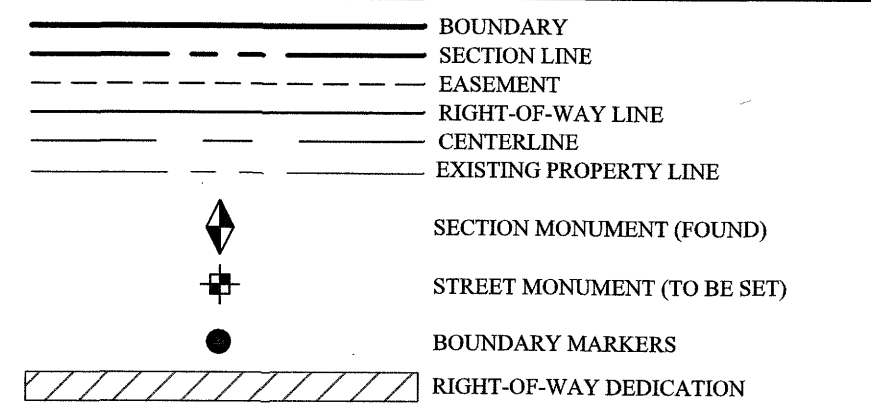 BOUNDARY
SECTION LINE
EASEMENT
RIGHT-OF-WAY LINE
CENTERLINE
EXISTING PROPERTY LINE
SECTION MONUMENT (FOUND)
STREET MONUMENT (TO BE SET)
BOUNDARY MARKERS
RIGHT-OF-WAY DEDICATION